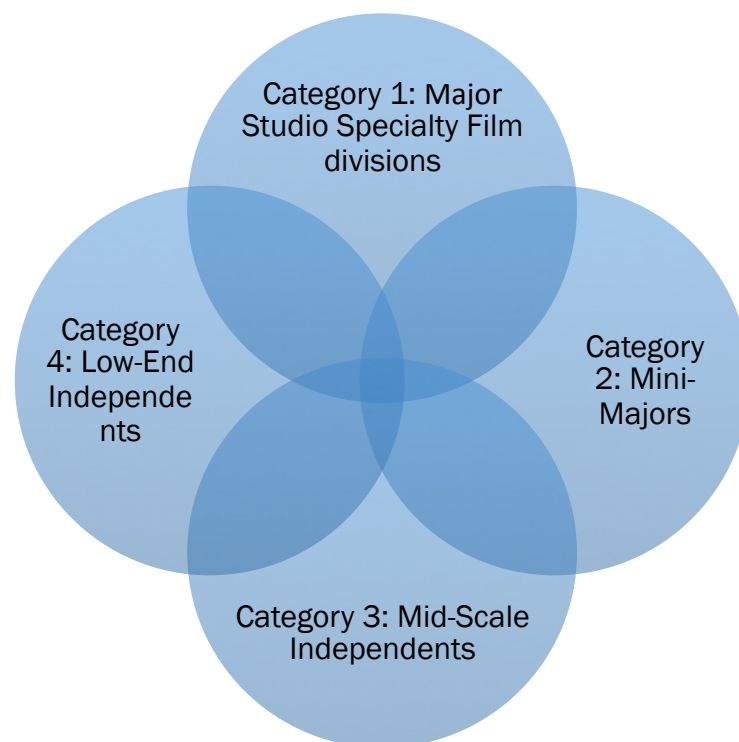 Category 1: Major
Studio Specialty Film
divisions
Category
4: Low-End
Independe
nts
Category
2: Mini-
Majors
Category 3: Mid-Scale
Independents